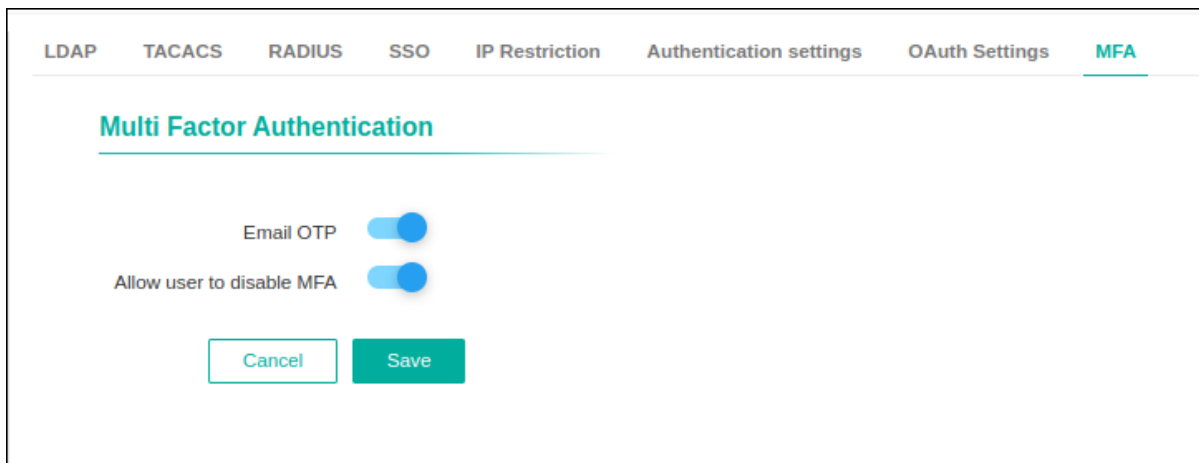 LDAP TACACS RADIUS SSO IP Restriction Authentication settings OAuth Settings MFA
Multi Factor Authentication
Email OTP
Allow user to disable MFA
Cancel Save